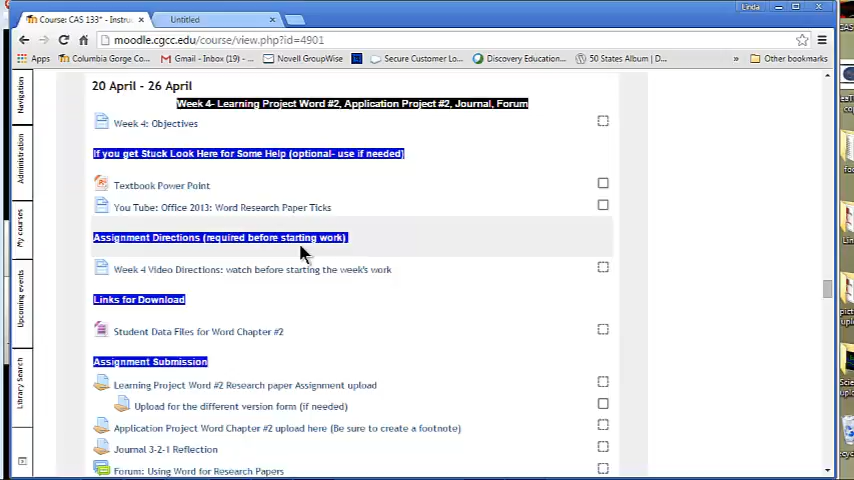 Linda
Course: CAS 133* - Instru
Untitled
moodle.cgcc.edu/course/view.php?id=4901
Apps
Columbia Gorge Co...
Gmail - Inbox (19) - ...
Novell GroupWise
Secure Customer Lo...
Discovery Education...
50 States Album (D...
»
Other bookmarks
Navigation
Administration
My courses
Upcoming events
Library Search
20 April - 26 April
Week 4- Learning Project Word #2, Application Project #2, Journal, Forum
Week 4: Objectives
If you get Stuck Look Here for Some Help (optional- use if needed)
Textbook Power Point
You Tube: Office 2013: Word Research Paper Ticks
Assignment Directions (required before starting work)
Week 4 Video Directions: watch before starting the week's work
Links for Download
Student Data Files for Word Chapter #2
Assignment Submission
Learning Project Word #2 Research paper Assignment upload
Upload for the different version form (if needed)
Application Project Word Chapter #2 upload here (Be sure to create a footnote)
Journal 3-2-1 Reflection
Forum: Using Word for Research Papers